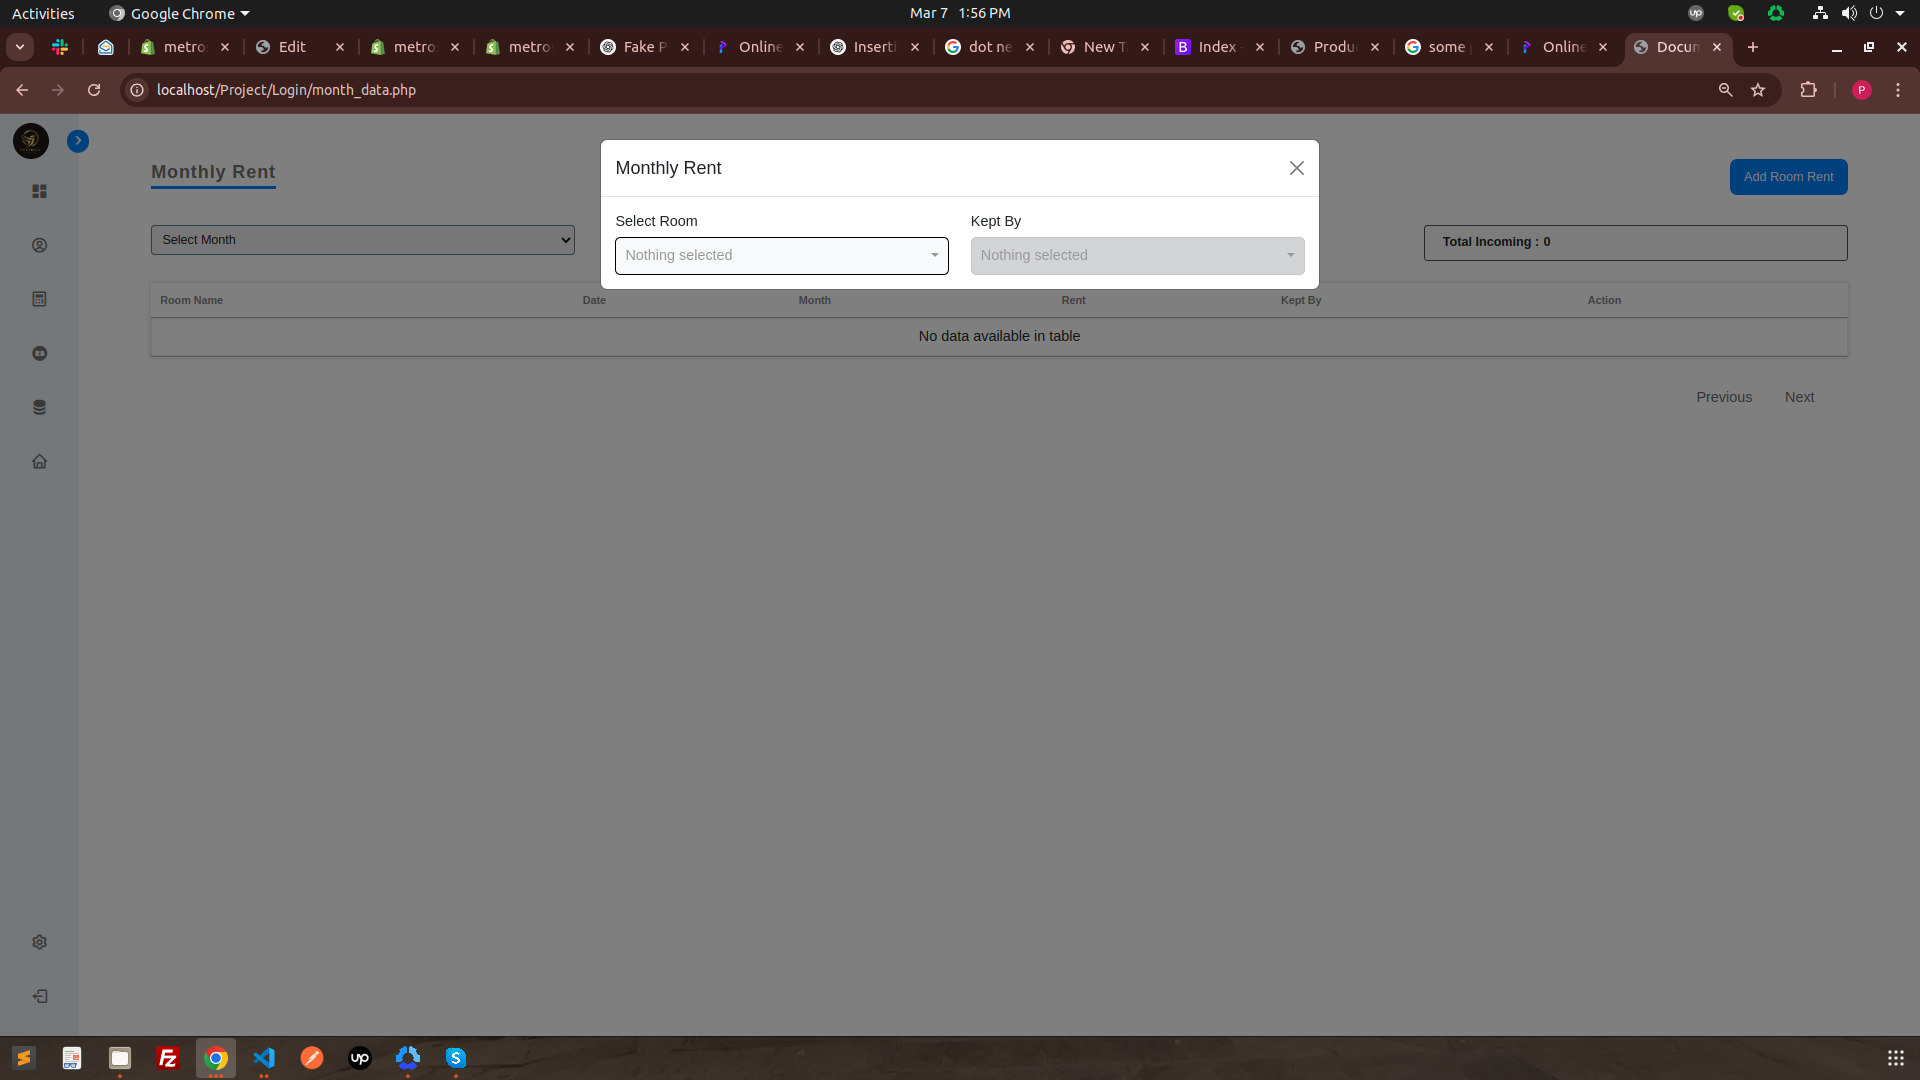 Activities
Google Chrome
Mar 7 1:56 PM
metro
Edit
metro
metro
Fake P
Online
Inserti
dot ne
New T
Index
Produ
some
Online
Docun
localhost/Project/Login/month_data.php
P
Monthly Rent
Add Room Rent
Monthly Rent
Select Room
Kept By
Nothing selected
Nothing selected
Select Month
Total Incoming : 0
Room Name
Date
Month
Rent
Kept By
Action
No data available in table
Previous
Next